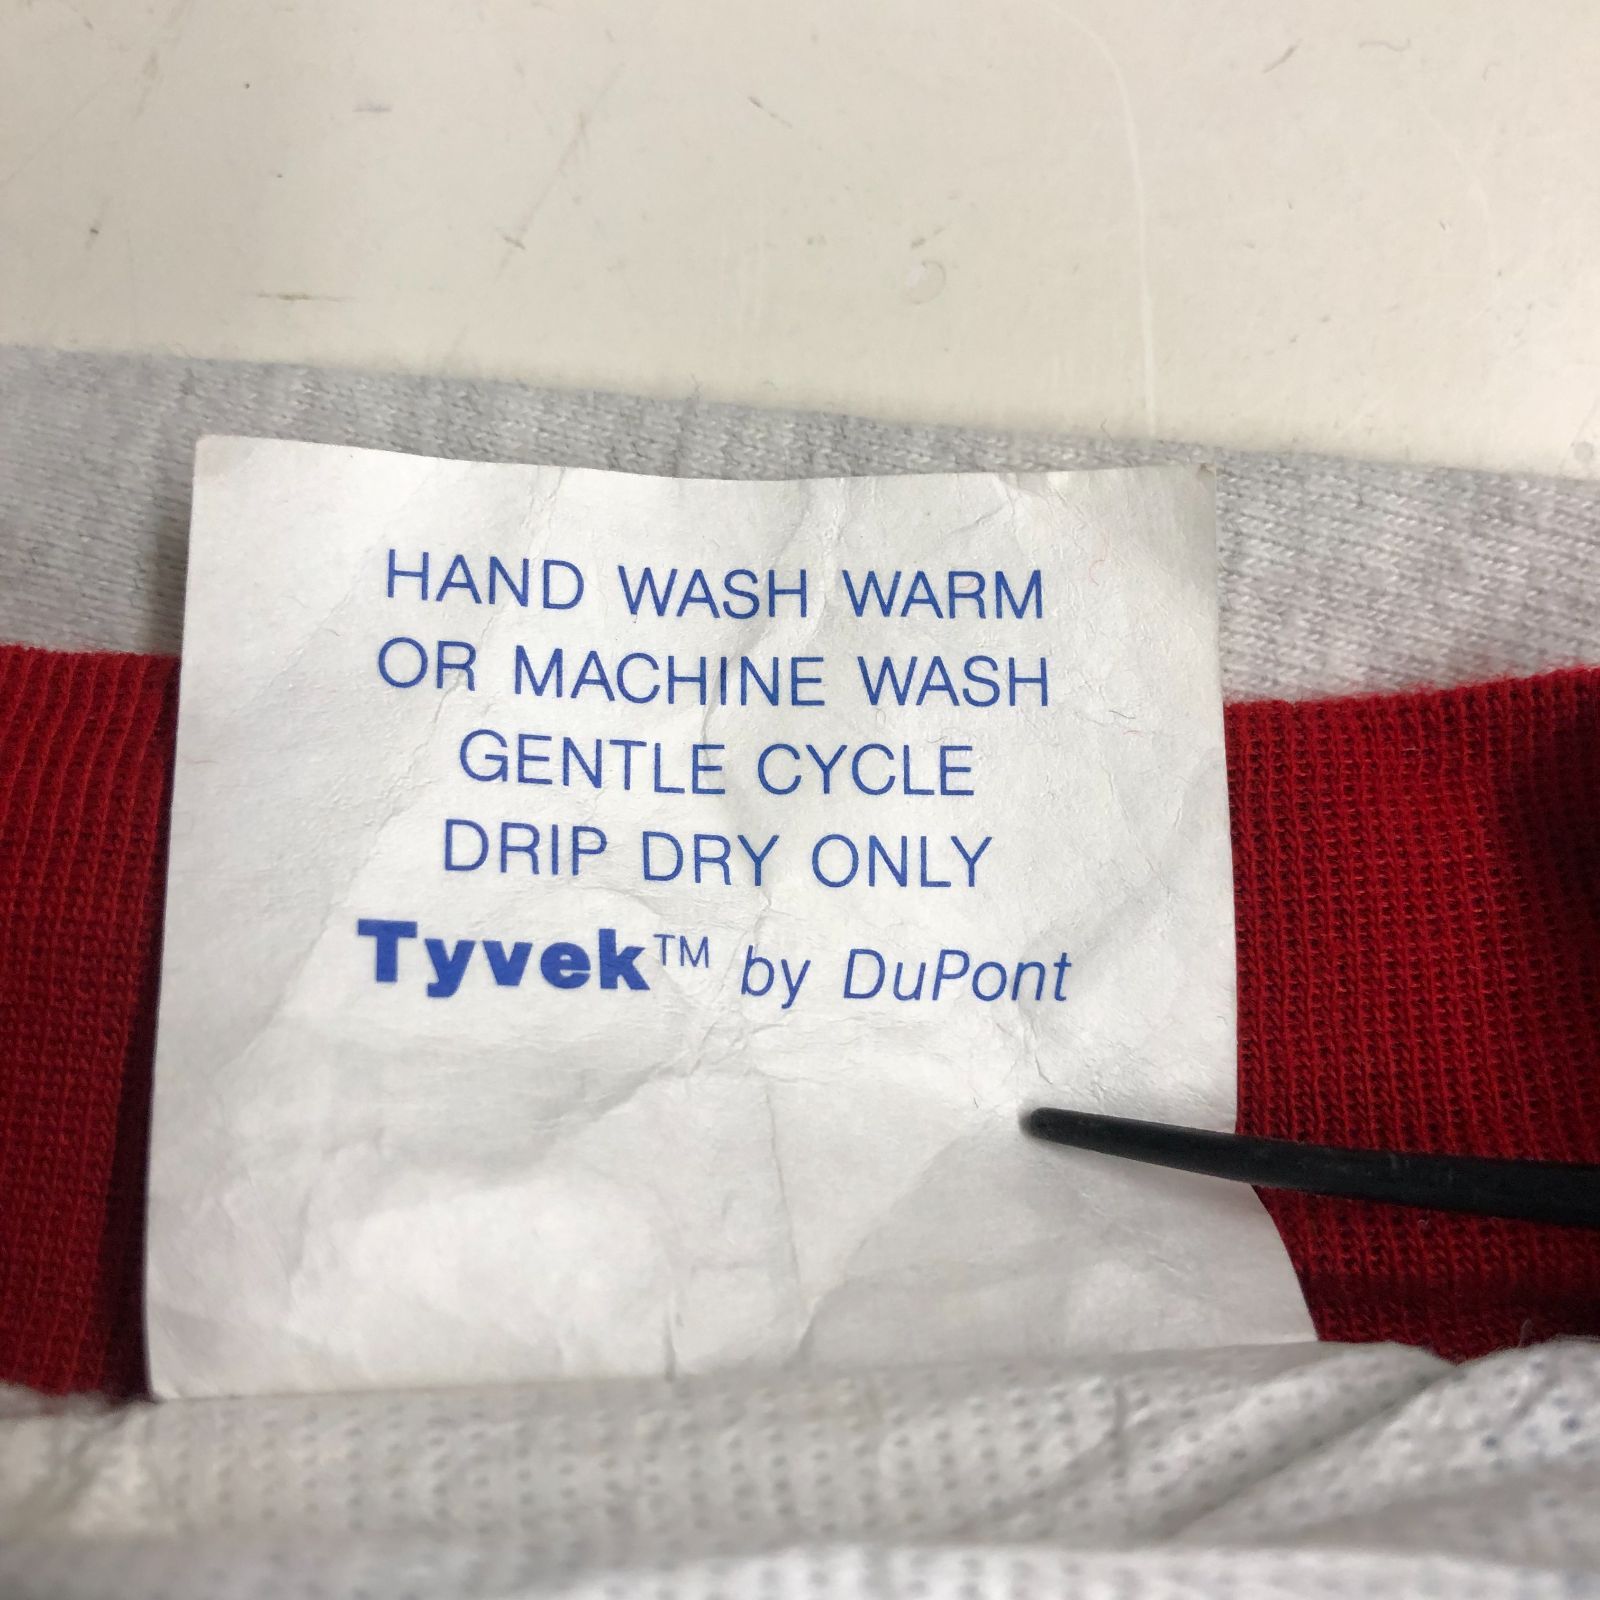 HAND WASH WARM
OR MACHINE WASH
GENTLE CYCLE
DRIP DRY ONLY
Tyvek™ by DuPont